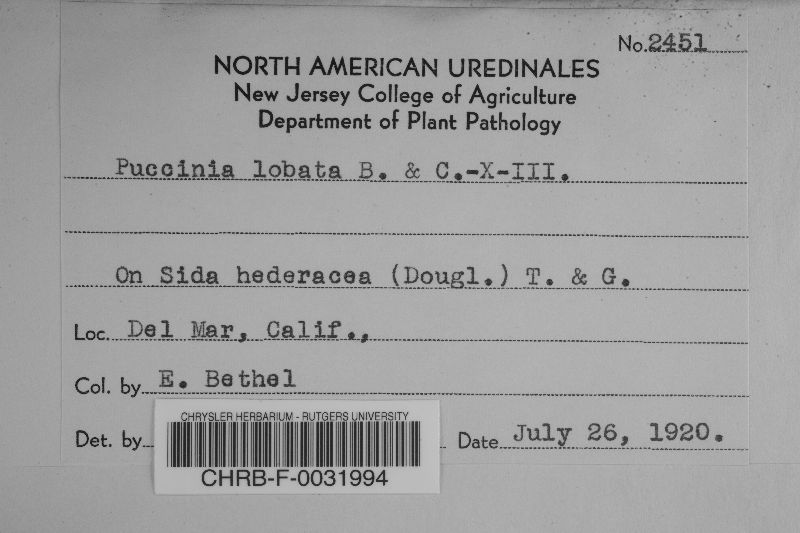 No. 2451
NORTH AMERICAN UREDINALES
New Jersey College of Agriculture
Department of Plant Pathology
Puccinia lobata B. & C.-X-III.
On Sida hederacea (Dougl.) T. & G.
Loc. Del Mar, Calif.,
Col. by E. Bethel
Det. by
Date July 26, 1920.
CHRYSLER HERBARIUM - RUTGERS UNIVERSITY
CHRB-F-0031994